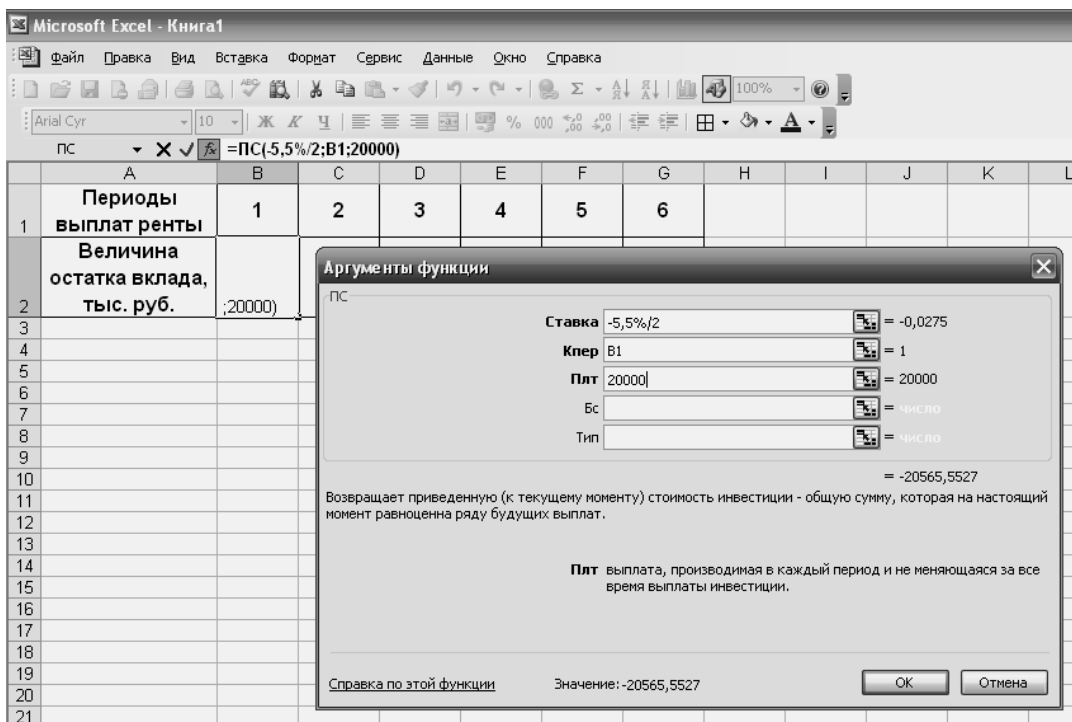 Microsoft Excel - Книга1
Файл Правка Вид Вставка Формат Сервис Данные Окно Справка
100%
Arial Cyr 10 Ж К Ч % 000
ПС =ПС(-5,5%/2;B1;20000)
A B C D E F G H I J K L
1 Периоды выплат ренты 1 2 3 4 5 6
2 Величина остатка вклада, тыс. руб. ;20000)
3
4
5
6
7
8
9
10
11
12
13
14
15
16
17
18
19
20
21
Аргументы функции
ПС
Ставка -5,5%/2 = -0,0275
Кпер B1 = 1
Плт 20000 = 20000
Бс = число
Тип = число
= -20565,5527
Возвращает приведенную (к текущему моменту) стоимость инвестиции - общую сумму, которая на настоящий
момент равноценна ряду будущих выплат.
Плт выплата, производимая в каждый период и не меняющаяся за все
время выплаты инвестиции.
Справка по этой функции Значение:-20565,5527 OK Отмена